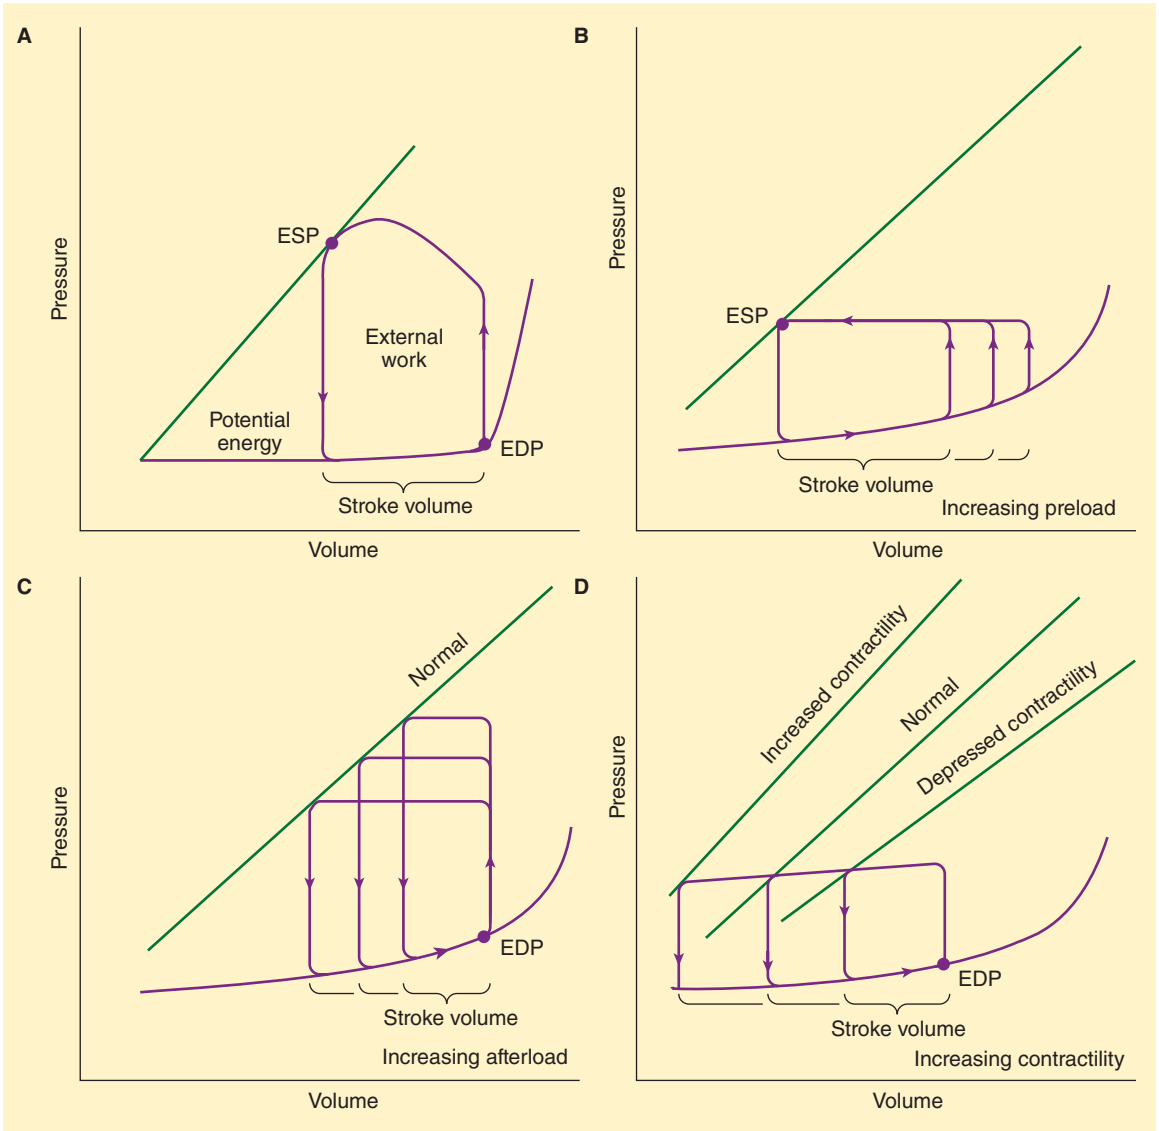 A
Pressure
ESP
External
work
Potential
energy
EDP
Stroke volume
Volume
B
Pressure
ESP
Stroke volume
Increasing preload
Volume
C
Pressure
Normal
EDP
Stroke volume
Increasing afterload
Volume
D
Pressure
Increased contractility
Normal
Depressed contractility
EDP
Stroke volume
Increasing contractility
Volume